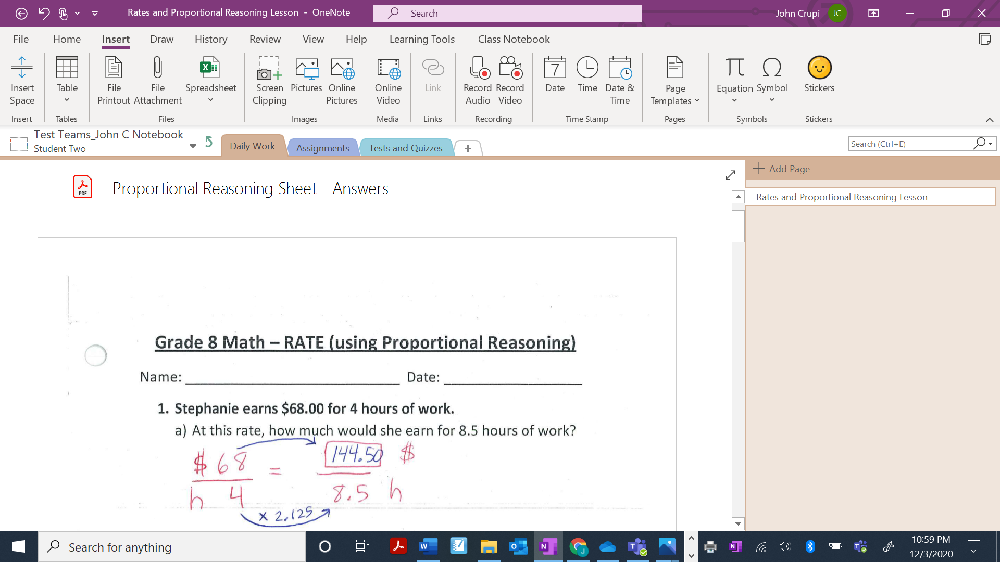 Rates and Proportional Reasoning Lesson - OneNote
Search
John Crupi
JC
File Home Insert Draw History Review View Help Learning Tools Class Notebook
Insert Space
Table
File Printout
File Attachment
Spreadsheet
Screen Clipping
Pictures
Online Pictures
Online Video
Link
Record Audio
Record Video
7
Date
Time
Date & Time
Page Templates
π
Equation
Ω
Symbol
Stickers
Insert Tables Files Images Media Links Recording Time Stamp Pages Symbols Stickers
Test Teams_John C Notebook
Student Two
Daily Work
Assignments
Tests and Quizzes
+
Search (Ctrl+E)
Add Page
Rates and Proportional Reasoning Lesson
PDF
Proportional Reasoning Sheet - Answers
Grade 8 Math – RATE (using Proportional Reasoning)
Name: Date:
1. Stephanie earns $68.00 for 4 hours of work.
a) At this rate, how much would she earn for 8.5 hours of work?
$ 68 = 144.50 $
h 4 8.5 h
x 2.125
Search for anything
10:59 PM
12/3/2020